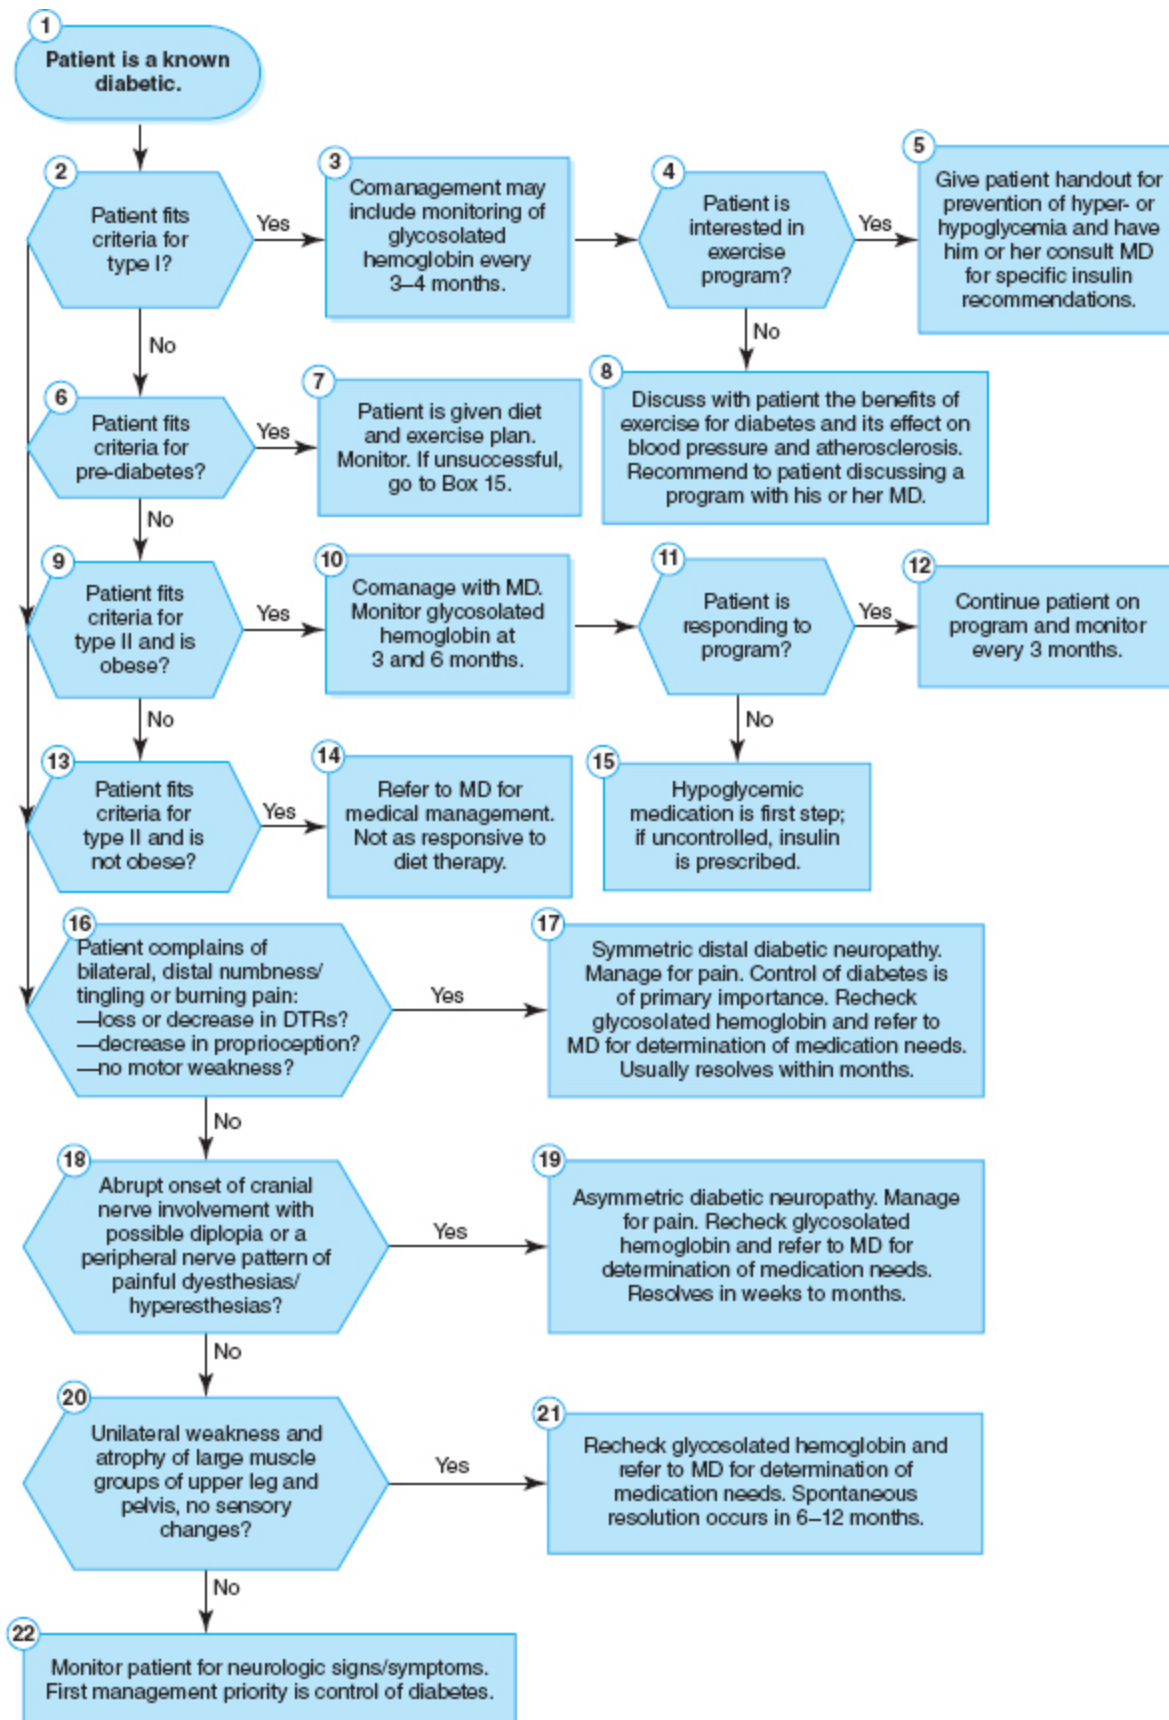 1
Patient is a known
diabetic.
2
Patient fits
criteria for
type I?
Yes
3
Comanagement may
include monitoring of
glycosolated
hemoglobin every
3–4 months.
4
Patient is
interested in
exercise
program?
Yes
5
Give patient handout for
prevention of hyper- or
hypoglycemia and have
him or her consult MD
for specific insulin
recommendations.
No
No
6
Patient fits
criteria for
pre-diabetes?
Yes
7
Patient is given diet
and exercise plan.
Monitor. If unsuccessful,
go to Box 15.
8
Discuss with patient the benefits of
exercise for diabetes and its effect on
blood pressure and atherosclerosis.
Recommend to patient discussing a
program with his or her MD.
No
9
Patient fits
criteria for
type II and is
obese?
Yes
10
Comanage with MD.
Monitor glycosolated
hemoglobin at
3 and 6 months.
11
Patient is
responding to
program?
Yes
12
Continue patient on
program and monitor
every 3 months.
No
No
13
Patient fits
criteria for
type II and is
not obese?
Yes
14
Refer to MD for
medical management.
Not as responsive to
diet therapy.
15
Hypoglycemic
medication is first step;
if uncontrolled, insulin
is prescribed.
16
Patient complains of
bilateral, distal numbness/
tingling or burning pain:
—loss or decrease in DTRs?
—decrease in proprioception?
—no motor weakness?
Yes
17
Symmetric distal diabetic neuropathy.
Manage for pain. Control of diabetes is
of primary importance. Recheck
glycosolated hemoglobin and refer to
MD for determination of medication needs.
Usually resolves within months.
No
18
Abrupt onset of cranial
nerve involvement with
possible diplopia or a
peripheral nerve pattern of
painful dyesthesias/
hyperesthesias?
Yes
19
Asymmetric diabetic neuropathy. Manage
for pain. Recheck glycosolated
hemoglobin and refer to MD for
determination of medication needs.
Resolves in weeks to months.
No
20
Unilateral weakness and
atrophy of large muscle
groups of upper leg and
pelvis, no sensory
changes?
Yes
21
Recheck glycosolated hemoglobin and
refer to MD for determination of
medication needs. Spontaneous
resolution occurs in 6–12 months.
No
22
Monitor patient for neurologic signs/symptoms.
First management priority is control of diabetes.